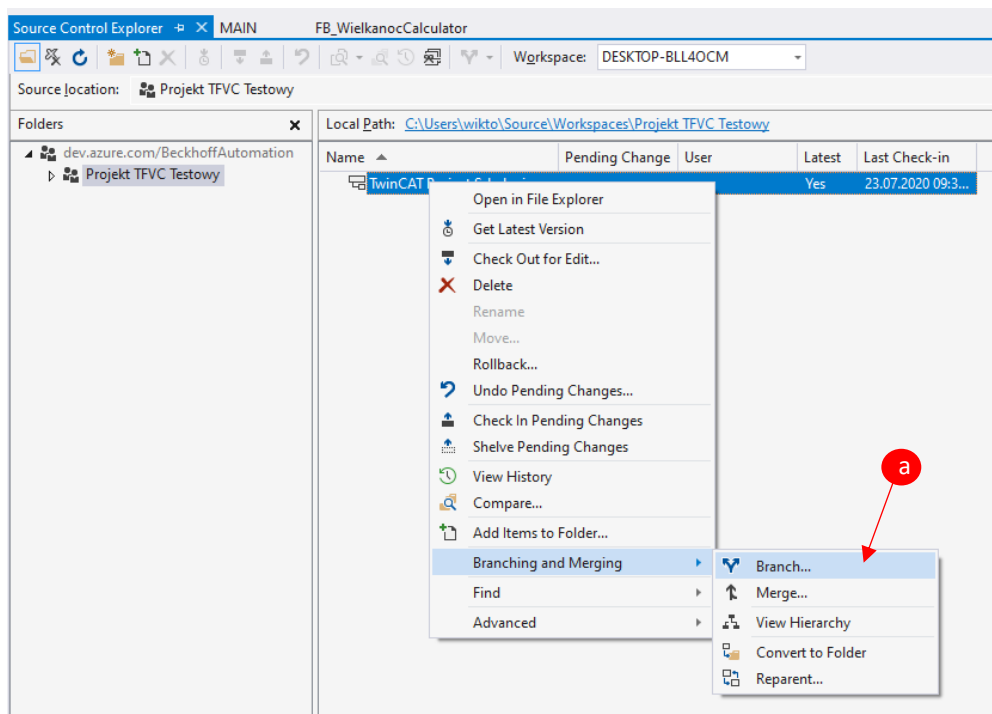 Source Control Explorer MAIN FB_WielkanocCalculator
Workspace: DESKTOP-BLL4OCM
Source location: Projekt TFVC Testowy
Folders
Local Path: C:\Users\wikto\Source\Workspaces\Projekt TFVC Testowy
dev.azure.com/BeckhoffAutomation
Projekt TFVC Testowy
Name Pending Change User Latest Last Check-in
TwinCAT Yes 23.07.2020 09:3...
Open in File Explorer
Get Latest Version
Check Out for Edit...
Delete
Rename
Move...
Rollback...
Undo Pending Changes...
Check In Pending Changes
Shelve Pending Changes
View History
Compare...
Add Items to Folder...
Branching and Merging
Find
Advanced
a
Branch...
Merge...
View Hierarchy
Convert to Folder
Reparent...